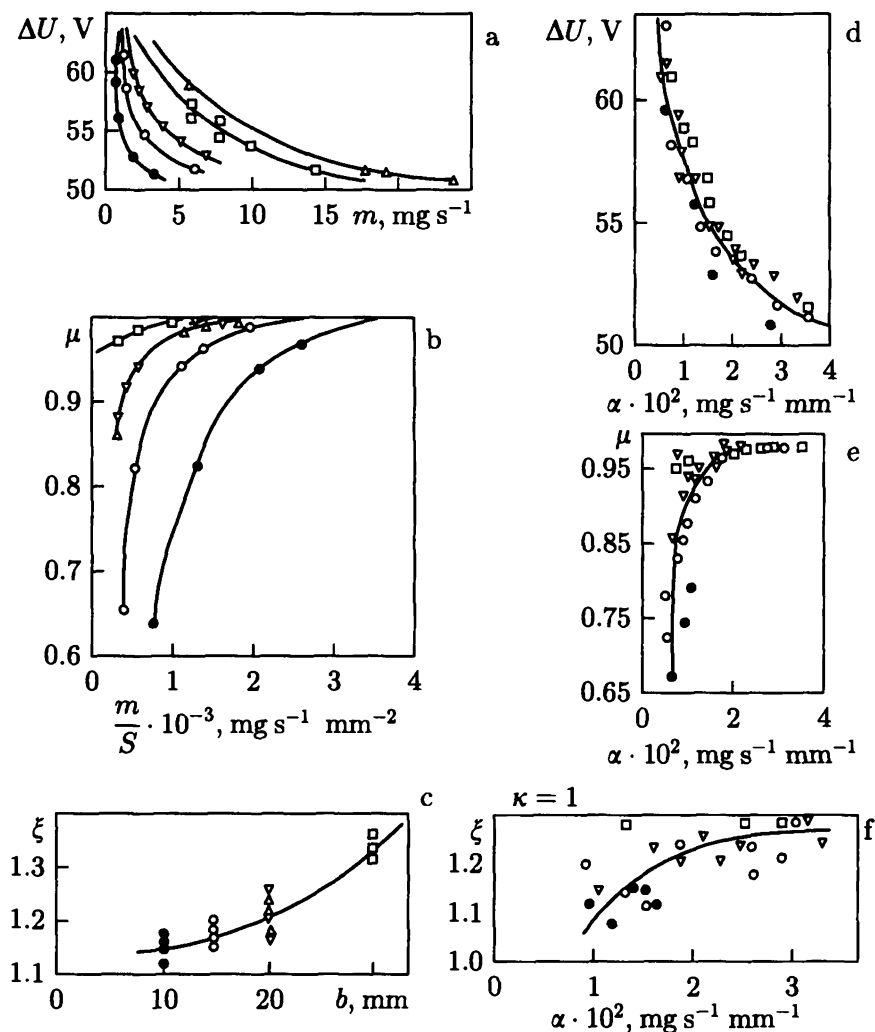 a
ΔU, V
60
55
50
0 5 10 15 m, mg s⁻¹
b
μ
0.9
0.8
0.7
0.6
0 1 2 3 4
m/S · 10⁻³, mg s⁻¹ mm⁻²
c
ξ
1.3
1.2
1.1
0 10 20 b, mm
d
ΔU, V
60
55
50
0 1 2 3 4
α · 10², mg s⁻¹ mm⁻¹
e
μ
0.95
0.85
0.75
0.65
0 2 4
α · 10², mg s⁻¹ mm⁻¹
κ = 1
f
ξ
1.2
1.1
1.0
0 1 2 3
α · 10², mg s⁻¹ mm⁻¹